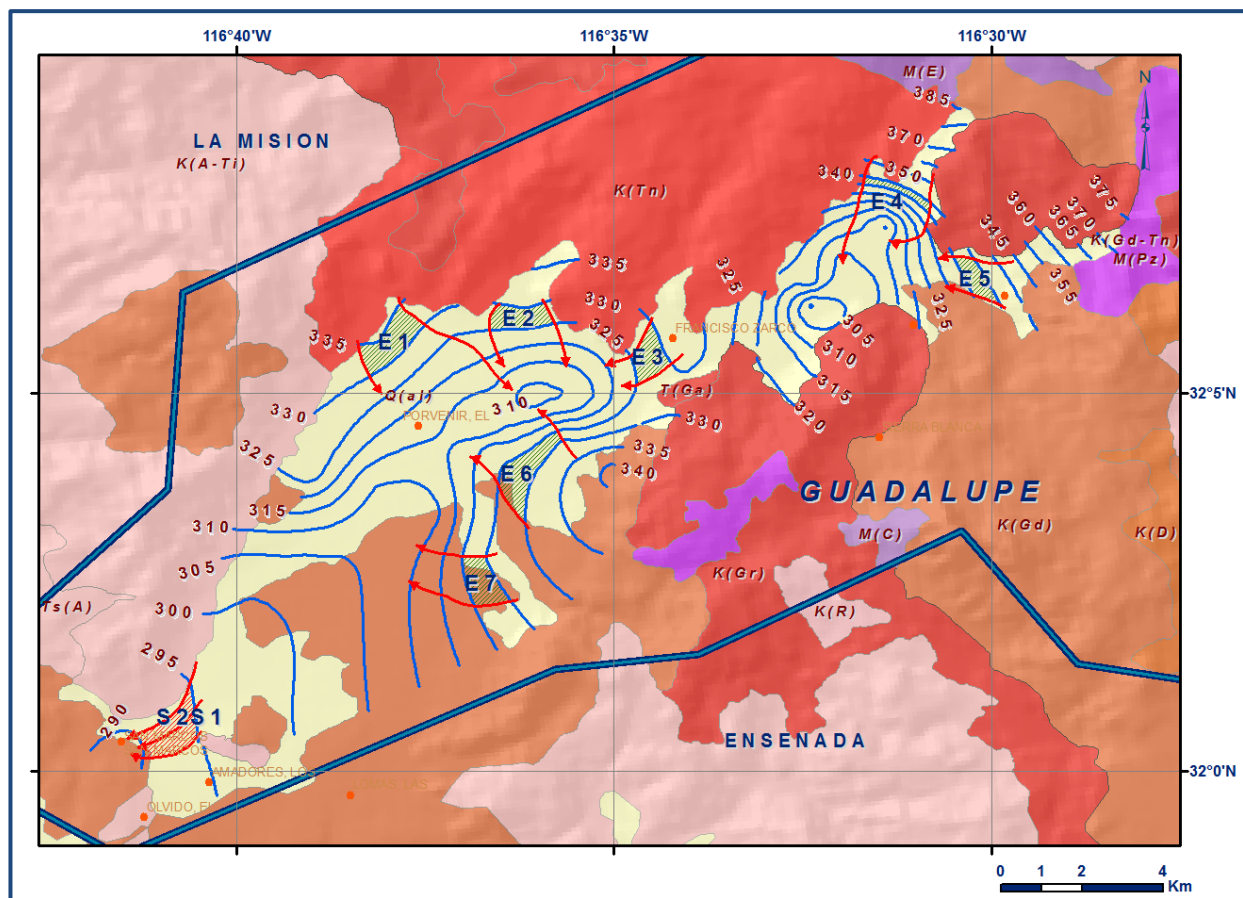 116°40'W
116°35'W
116°30'W
M(E)
385
N
LA MISION
K(A-Ti)
370
340
350
K(Tn)
E4
375
360
370
345
365
K(Gd-Tn)
M(Pz)
335
325
E5
355
330
E2
325
325
305
335
E1
FRANCISCO ZARCO
E3
310
Q(al)
T(Ga)
315
32°5'
330
310
PORVENIR, EL
330
320
325
335
E6
340
315
GUADALUPE
310
M(C)
K(Gd)
K(D)
305
K(Gr)
E7
Ts(A)
300
K(R)
295
290
S2S1
ENSENADA
AMADORES, LOS
32°0'
OLVIDO, EL
0 1 2 4
Km